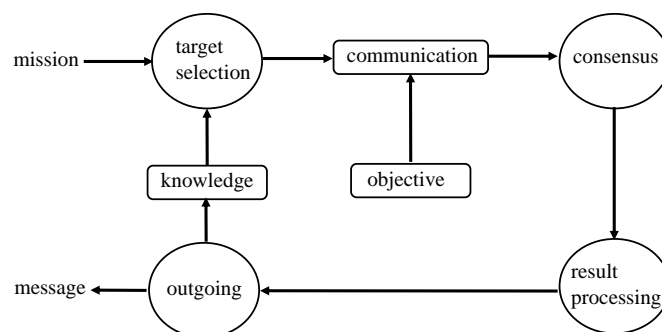 mission
target
selection
communication
consensus
knowledge
objective
message
outgoing
result
processing